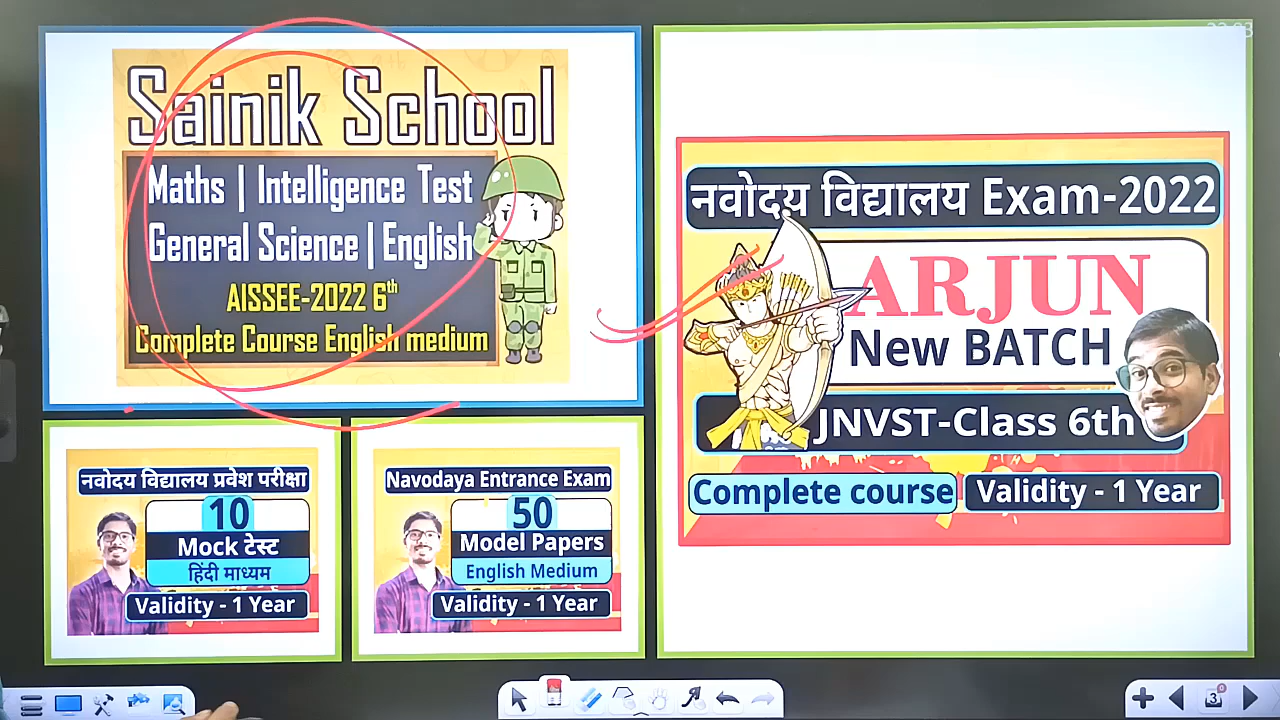 Sainik School
Maths | Intelligence Test
General Science | English
AISSEE-2022 6th
Complete Course English medium
नवोदय विद्यालय प्रवेश परीक्षा
10
Mock टेस्ट
हिंदी माध्यम
Validity - 1 Year
Navodaya Entrance Exam
50
Model Papers
English Medium
Validity - 1 Year
नवोदय विद्यालय Exam-2022
ARJUN
New BATCH
JNVST-Class 6th
Complete course
Validity - 1 Year
3